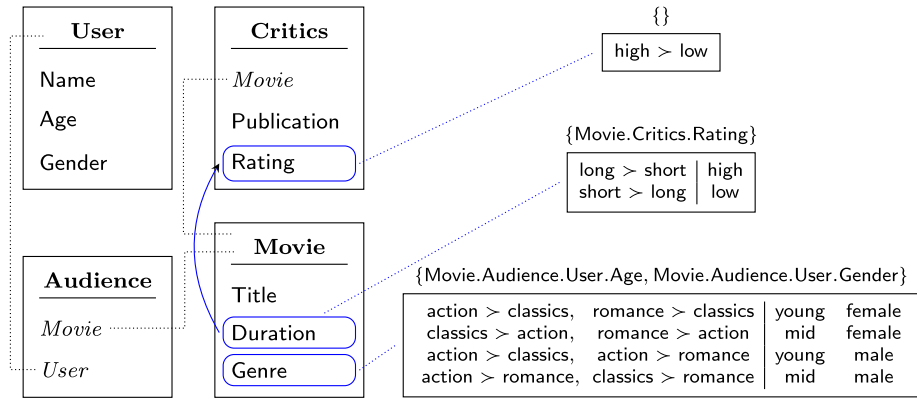 User
Name
Age
Gender
Critics
Movie
Publication
Rating
Audience
Movie
User
Movie
Title
Duration
Genre
{}
high ≻ low
{Movie.Critics.Rating}
long ≻ short high
short ≻ long low
{Movie.Audience.User.Age, Movie.Audience.User.Gender}
action ≻ classics, romance ≻ classics young female
classics ≻ action, romance ≻ action mid female
action ≻ classics, action ≻ romance young male
action ≻ romance, classics ≻ romance mid male